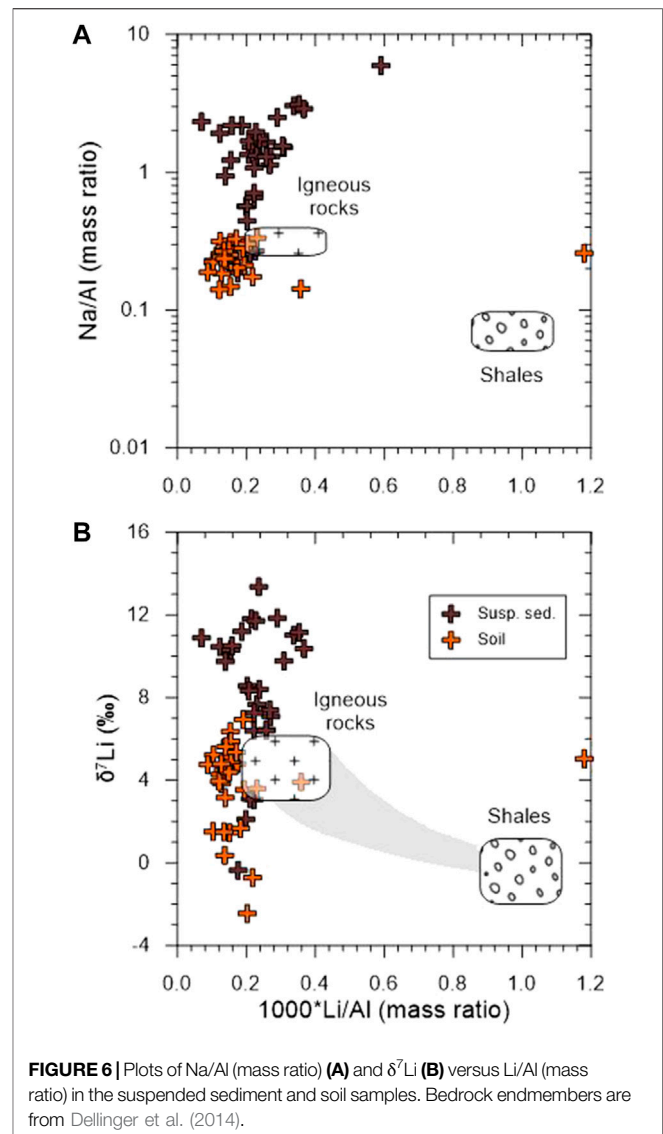 A
10
1
0.1
0.01
Na/Al (mass ratio)
Igneous
rocks
Shales
0.0 0.2 0.4 0.6 0.8 1.0 1.2
B
16
12
8
4
0
-4
δ⁷Li (‰)
Susp. sed.
Soil
Igneous
rocks
Shales
0.0 0.2 0.4 0.6 0.8 1.0 1.2
1000*Li/Al (mass ratio)
FIGURE 6 | Plots of Na/Al (mass ratio) (A) and δ⁷Li (B) versus Li/Al (mass
ratio) in the suspended sediment and soil samples. Bedrock endmembers are
from Dellinger et al. (2014).